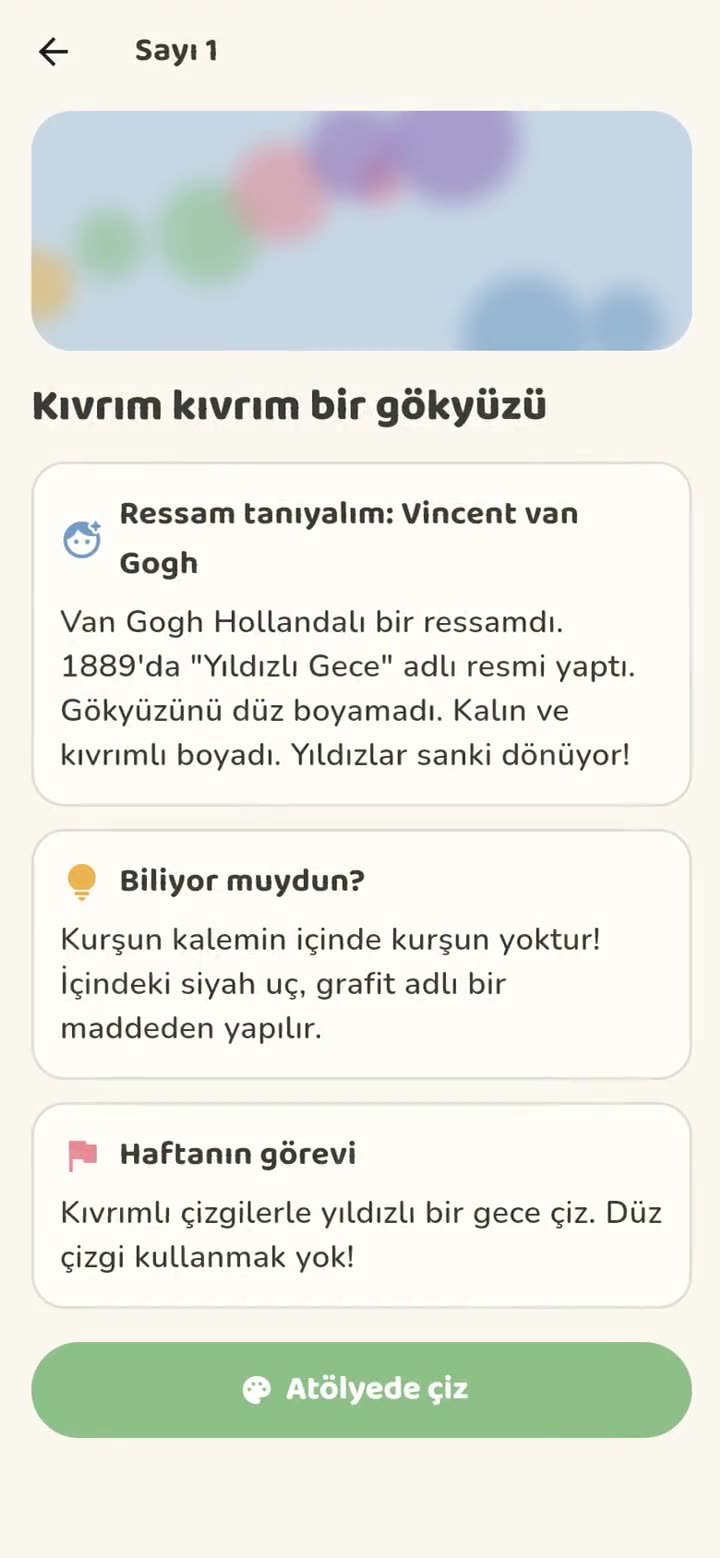 Sayı 1
Kıvrım kıvrım bir gökyüzü
Ressam tanıyalım: Vincent van
Gogh
Van Gogh Hollandalı bir ressamdı.
1889'da "Yıldızlı Gece" adlı resmi yaptı.
Gökyüzünü düz boyamadı. Kalın ve
kıvrımlı boyadı. Yıldızlar sanki dönüyor!
Biliyor muydun?
Kurşun kalemin içinde kurşun yoktur!
İçindeki siyah uç, grafit adlı bir
maddeden yapılır.
Haftanın görevi
Kıvrımlı çizgilerle yıldızlı bir gece çiz. Düz
çizgi kullanmak yok!
Atölyede çiz